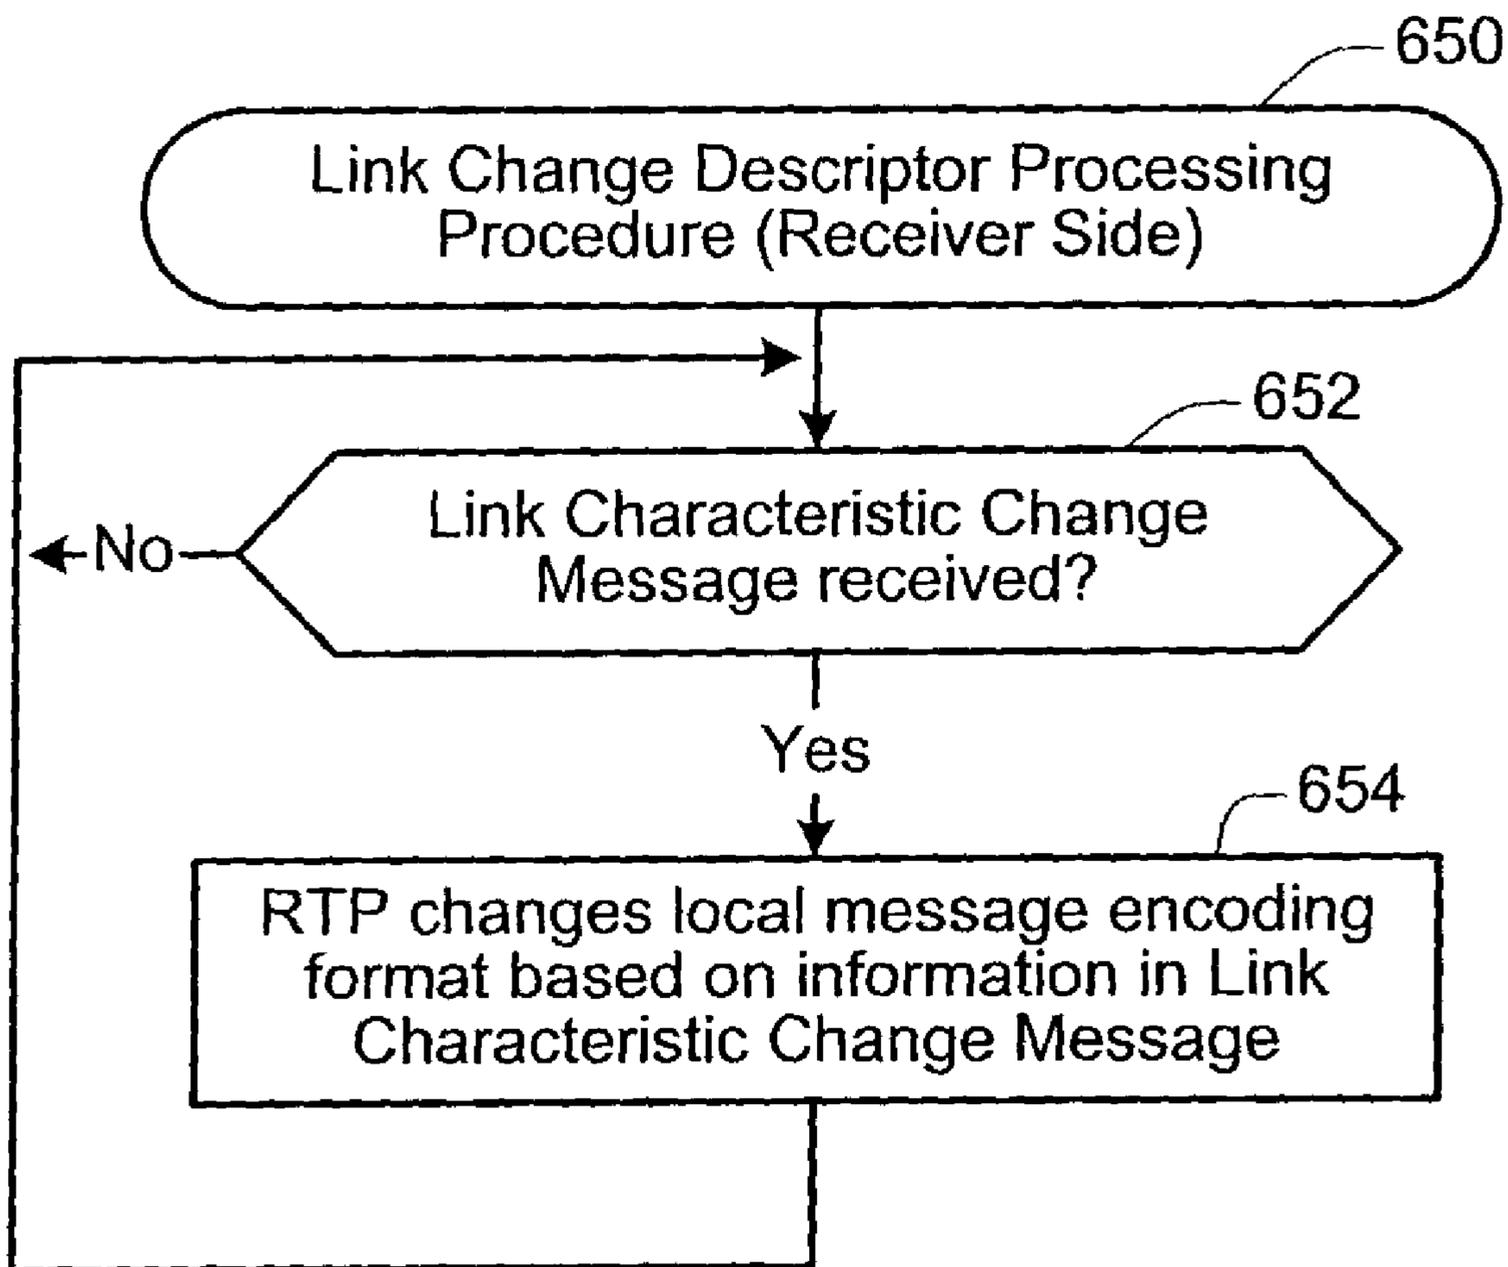 650
Link Change Descriptor Processing
Procedure (Receiver Side)
652
Link Characteristic Change
Message received?
No
Yes
654
RTP changes local message encoding
format based on information in Link
Characteristic Change Message